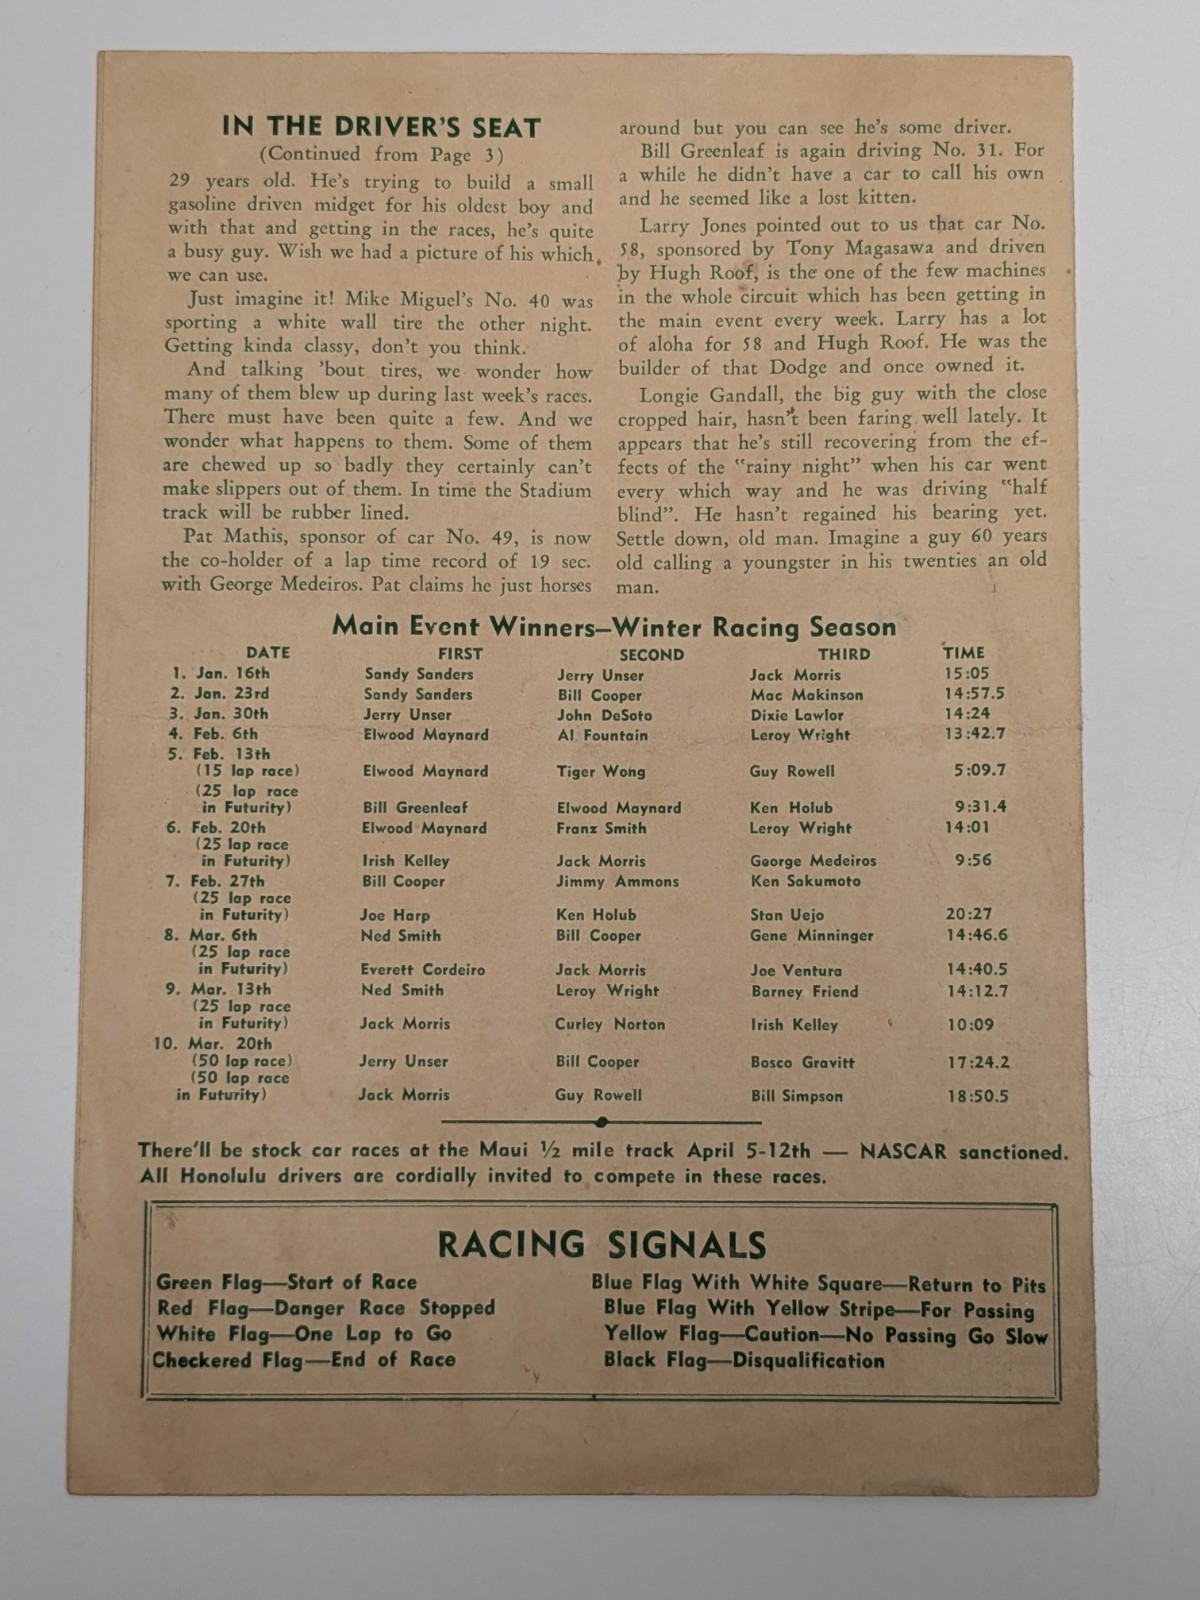 IN THE DRIVER'S SEAT
(Continued from Page 3)
29 years old. He's trying to build a small
gasoline driven midget for his oldest boy and
with that and getting in the races, he's quite
a busy guy. Wish we had a picture of his which
we can use.
Just imagine it! Mike Miguel's No. 40 was
sporting a white wall tire the other night.
Getting kinda classy, don't you think.
And talking 'bout tires, we wonder how
many of them blew up during last week's races.
There must have been quite a few. And we
wonder what happens to them. Some of them
are chewed up so badly they certainly can't
make slippers out of them. In time the Stadium
track will be rubber lined.
Pat Mathis, sponsor of car No. 49, is now
the co-holder of a lap time record of 19 sec.
with George Medeiros. Pat claims he just horses
around but you can see he's some driver.
Bill Greenleaf is again driving No. 31. For
a while he didn't have a car to call his own
and he seemed like a lost kitten.
Larry Jones pointed out to us that car No.
58, sponsored by Tony Magasawa and driven
by Hugh Roof, is the one of the few machines
in the whole circuit which has been getting in
the main event every week. Larry has a lot
of aloha for 58 and Hugh Roof. He was the
builder of that Dodge and once owned it.
Longie Gandall, the big guy with the close
cropped hair, hasn't been faring well lately. It
appears that he's still recovering from the ef-
fects of the "rainy night" when his car went
every which way and he was driving "half
blind". He hasn't regained his bearing yet.
Settle down, old man. Imagine a guy 60 years
old calling a youngster in his twenties an old
man.
Main Event Winners—Winter Racing Season
DATE FIRST SECOND THIRD TIME
1. Jan. 16th Sandy Sanders Jerry Unser Jack Morris 15:05
2. Jan. 23rd Sandy Sanders Bill Cooper Mac Makinson 14:57.5
3. Jan. 30th Jerry Unser John DeSoto Dixie Lawlor 14:24
4. Feb. 6th Elwood Maynard Al Fountain Leroy Wright 13:42.7
5. Feb. 13th
(15 lap race) Elwood Maynard Tiger Wong Guy Rowell 5:09.7
(25 lap race
in Futurity) Bill Greenleaf Elwood Maynard Ken Holub 9:31.4
6. Feb. 20th Elwood Maynard Franz Smith Leroy Wright 14:01
(25 lap race
in Futurity) Irish Kelley Jack Morris George Medeiros 9:56
7. Feb. 27th Bill Cooper Jimmy Ammons Ken Sakumoto
(25 lap race
in Futurity) Joe Harp Ken Holub Stan Uejo 20:27
8. Mar. 6th Ned Smith Bill Cooper Gene Minninger 14:46.6
(25 lap race
in Futurity) Everett Cordeiro Jack Morris Joe Ventura 14:40.5
9. Mar. 13th Ned Smith Leroy Wright Barney Friend 14:12.7
(25 lap race
in Futurity) Jack Morris Curley Norton Irish Kelley 10:09
10. Mar. 20th
(50 lap race) Jerry Unser Bill Cooper Bosco Gravitt 17:24.2
(50 lap race
in Futurity) Jack Morris Guy Rowell Bill Simpson 18:50.5
There'll be stock car races at the Maui ½ mile track April 5-12th — NASCAR sanctioned.
All Honolulu drivers are cordially invited to compete in these races.
RACING SIGNALS
Green Flag—Start of Race
Red Flag—Danger Race Stopped
White Flag—One Lap to Go
Checkered Flag—End of Race
Blue Flag With White Square—Return to Pits
Blue Flag With Yellow Stripe—For Passing
Yellow Flag—Caution—No Passing Go Slow
Black Flag—Disqualification